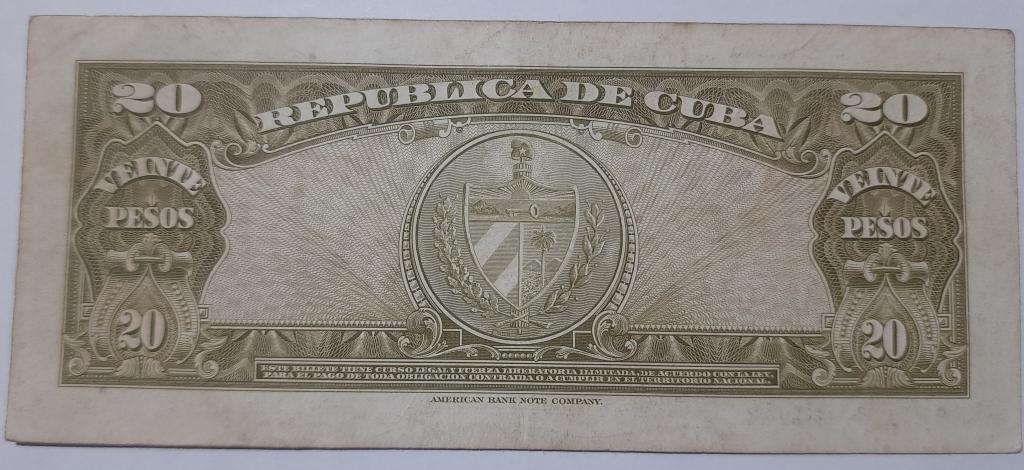 20 REPUBLICA DE CUBA 20
VEINTE VEINTE
PESOS PESOS
20 20
ESTE BILLETE TIENE CURSO LEGAL Y FUERZA LIBERATORIA ILIMITADA, DE ACUERDO CON LA LEY,
PARA EL PAGO DE TODA OBLIGACION CONTRAIDA O A CUMPLIR EN EL TERRITORIO NACIONAL.
AMERICAN BANK NOTE COMPANY.